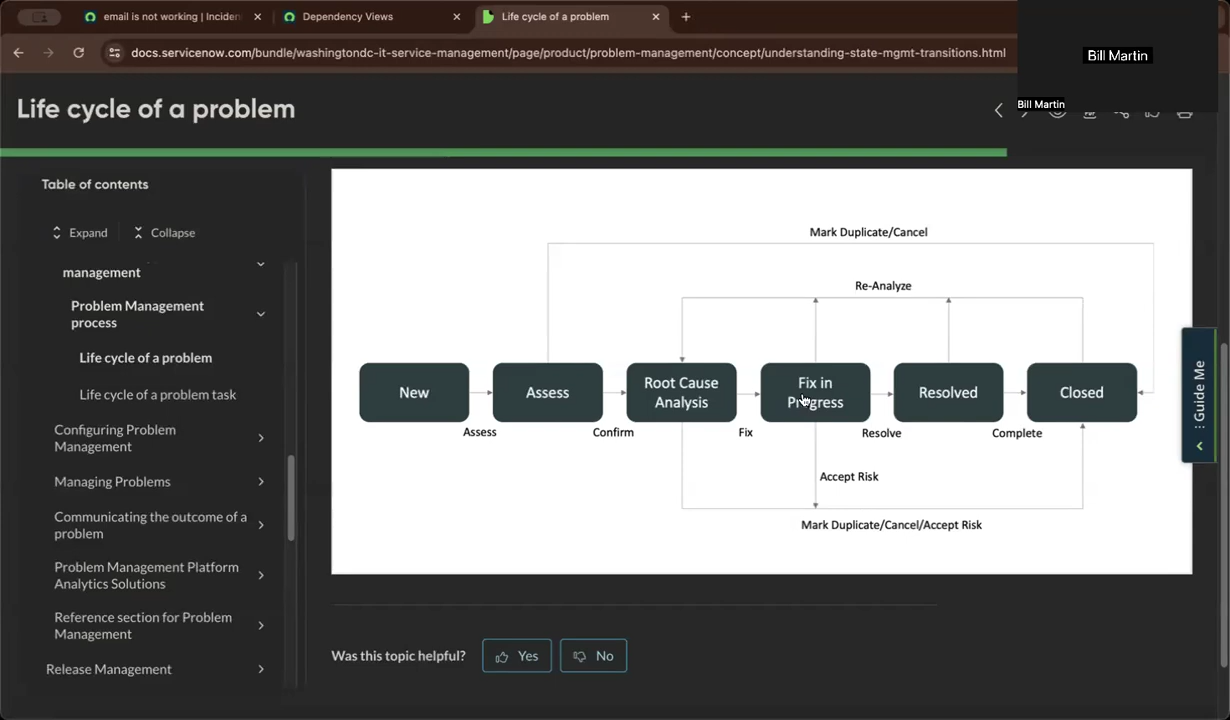 email is not working | Inciden
Dependency Views
Life cycle of a problem
docs.servicenow.com/bundle/washingtondc-it-service-management/page/product/problem-management/concept/understanding-state-mgmt-transitions.html
Bill Martin
Bill Martin
Life cycle of a problem
Table of contents
Expand
Collapse
management
Problem Management
process
Life cycle of a problem
Life cycle of a problem task
Configuring Problem
Management
Managing Problems
Communicating the outcome of a
problem
Problem Management Platform
Analytics Solutions
Reference section for Problem
Management
Release Management
Mark Duplicate/Cancel
Re-Analyze
New
Assess
Root Cause
Analysis
Fix in
Progress
Resolved
Closed
Assess
Confirm
Fix
Resolve
Complete
Accept Risk
Mark Duplicate/Cancel/Accept Risk
Guide Me
Was this topic helpful?
Yes
No